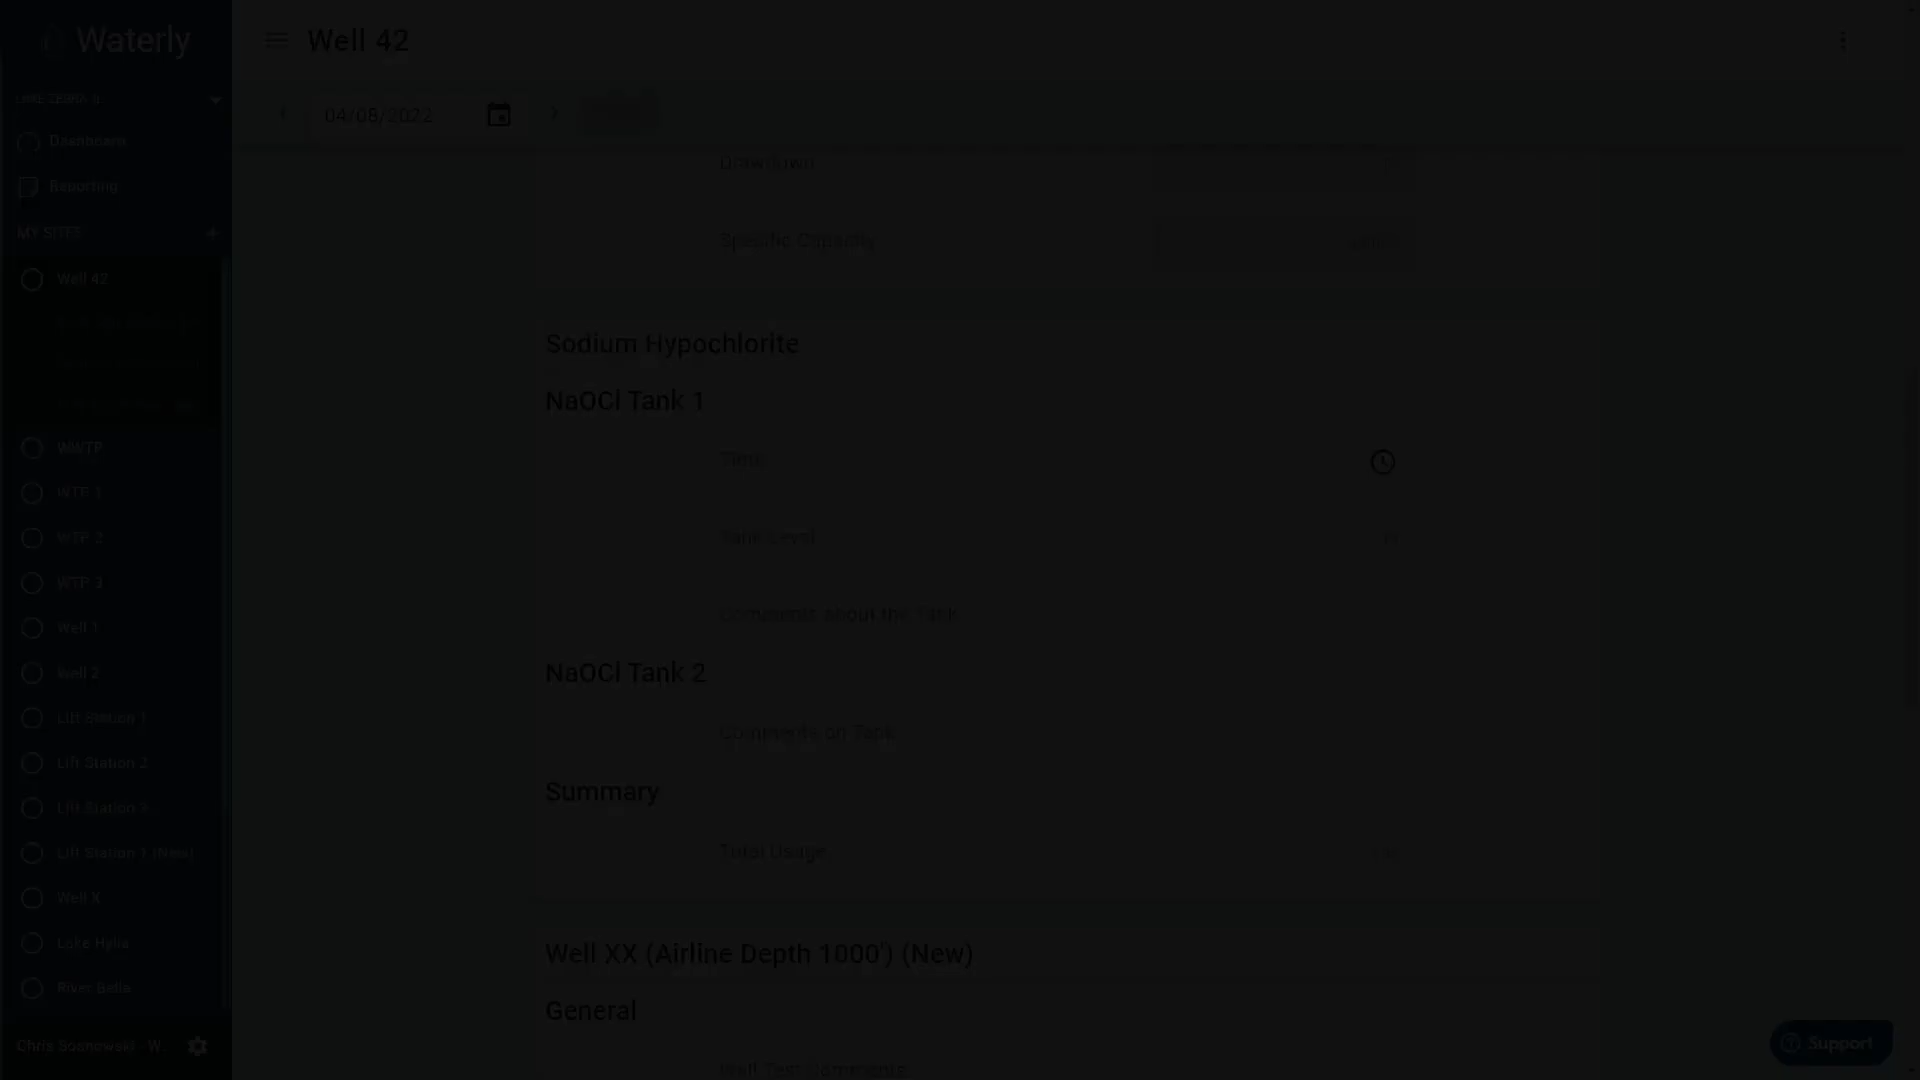 Waterly
Well 42
04/08/2022
Dashboard
Reporting
MY SITES
Drawdown
Specific Capacity
Well 42
Sodium Hypochlorite
NaOCl Tank 1
Time
Tank Level
Comments about the Tank
WWTP
WTP 1
WTP 2
WTP 3
Well 1
Well 2
Lift Station 1
Lift Station 2
Lift Station 3
Lift Station 1 (New)
Well X
Lake Hylia
River Bella
NaOCl Tank 2
Comments on Tank
Summary
Total Usage
Well XX (Airline Depth 1000') (New)
General
Well Test Comments
Chris Sosnowski - W...
Support